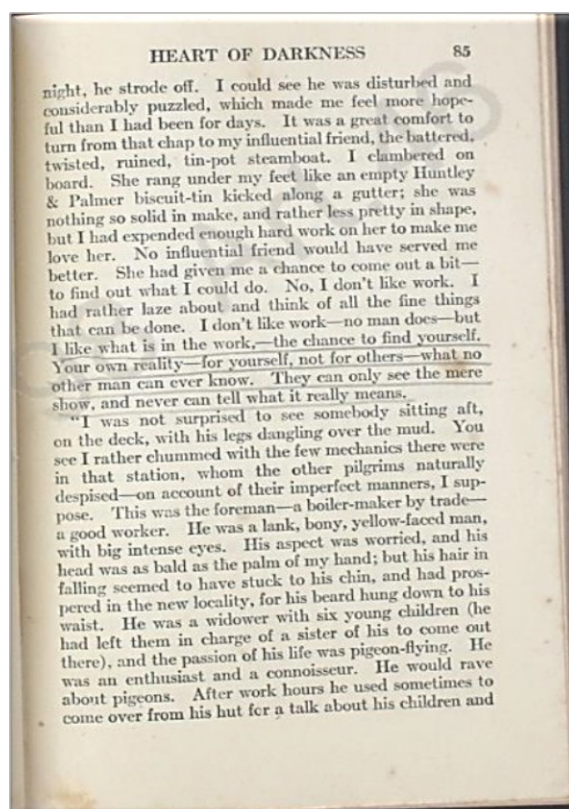 HEART OF DARKNESS 85
night, he strode off. I could see he was disturbed and
considerably puzzled, which made me feel more hope-
ful than I had been for days. It was a great comfort to
turn from that chap to my influential friend, the battered,
twisted, ruined, tin-pot steamboat. I clambered on
board. She rang under my feet like an empty Huntley
& Palmer biscuit-tin kicked along a gutter; she was
nothing so solid in make, and rather less pretty in shape,
but I had expended enough hard work on her to make me
love her. No influential friend would have served me
better. She had given me a chance to come out a bit—
to find out what I could do. No, I don't like work. I
had rather laze about and think of all the fine things
that can be done. I don't like work—no man does—but
I like what is in the work,—the chance to find yourself.
Your own reality—for yourself, not for others—what no
other man can ever know. They can only see the mere
show, and never can tell what it really means.
"I was not surprised to see somebody sitting aft,
on the deck, with his legs dangling over the mud. You
see I rather chummed with the few mechanics there were
in that station, whom the other pilgrims naturally
despised—on account of their imperfect manners, I sup-
pose. This was the foreman—a boiler-maker by trade—
a good worker. He was a lank, bony, yellow-faced man,
with big intense eyes. His aspect was worried, and his
head was as bald as the palm of my hand; but his hair in
falling seemed to have stuck to his chin, and had pros-
pered in the new locality, for his beard hung down to his
waist. He was a widower with six young children (he
had left them in charge of a sister of his to come out
there), and the passion of his life was pigeon-flying. He
was an enthusiast and a connoisseur. He would rave
about pigeons. After work hours he used sometimes to
come over from his hut for a talk about his children and